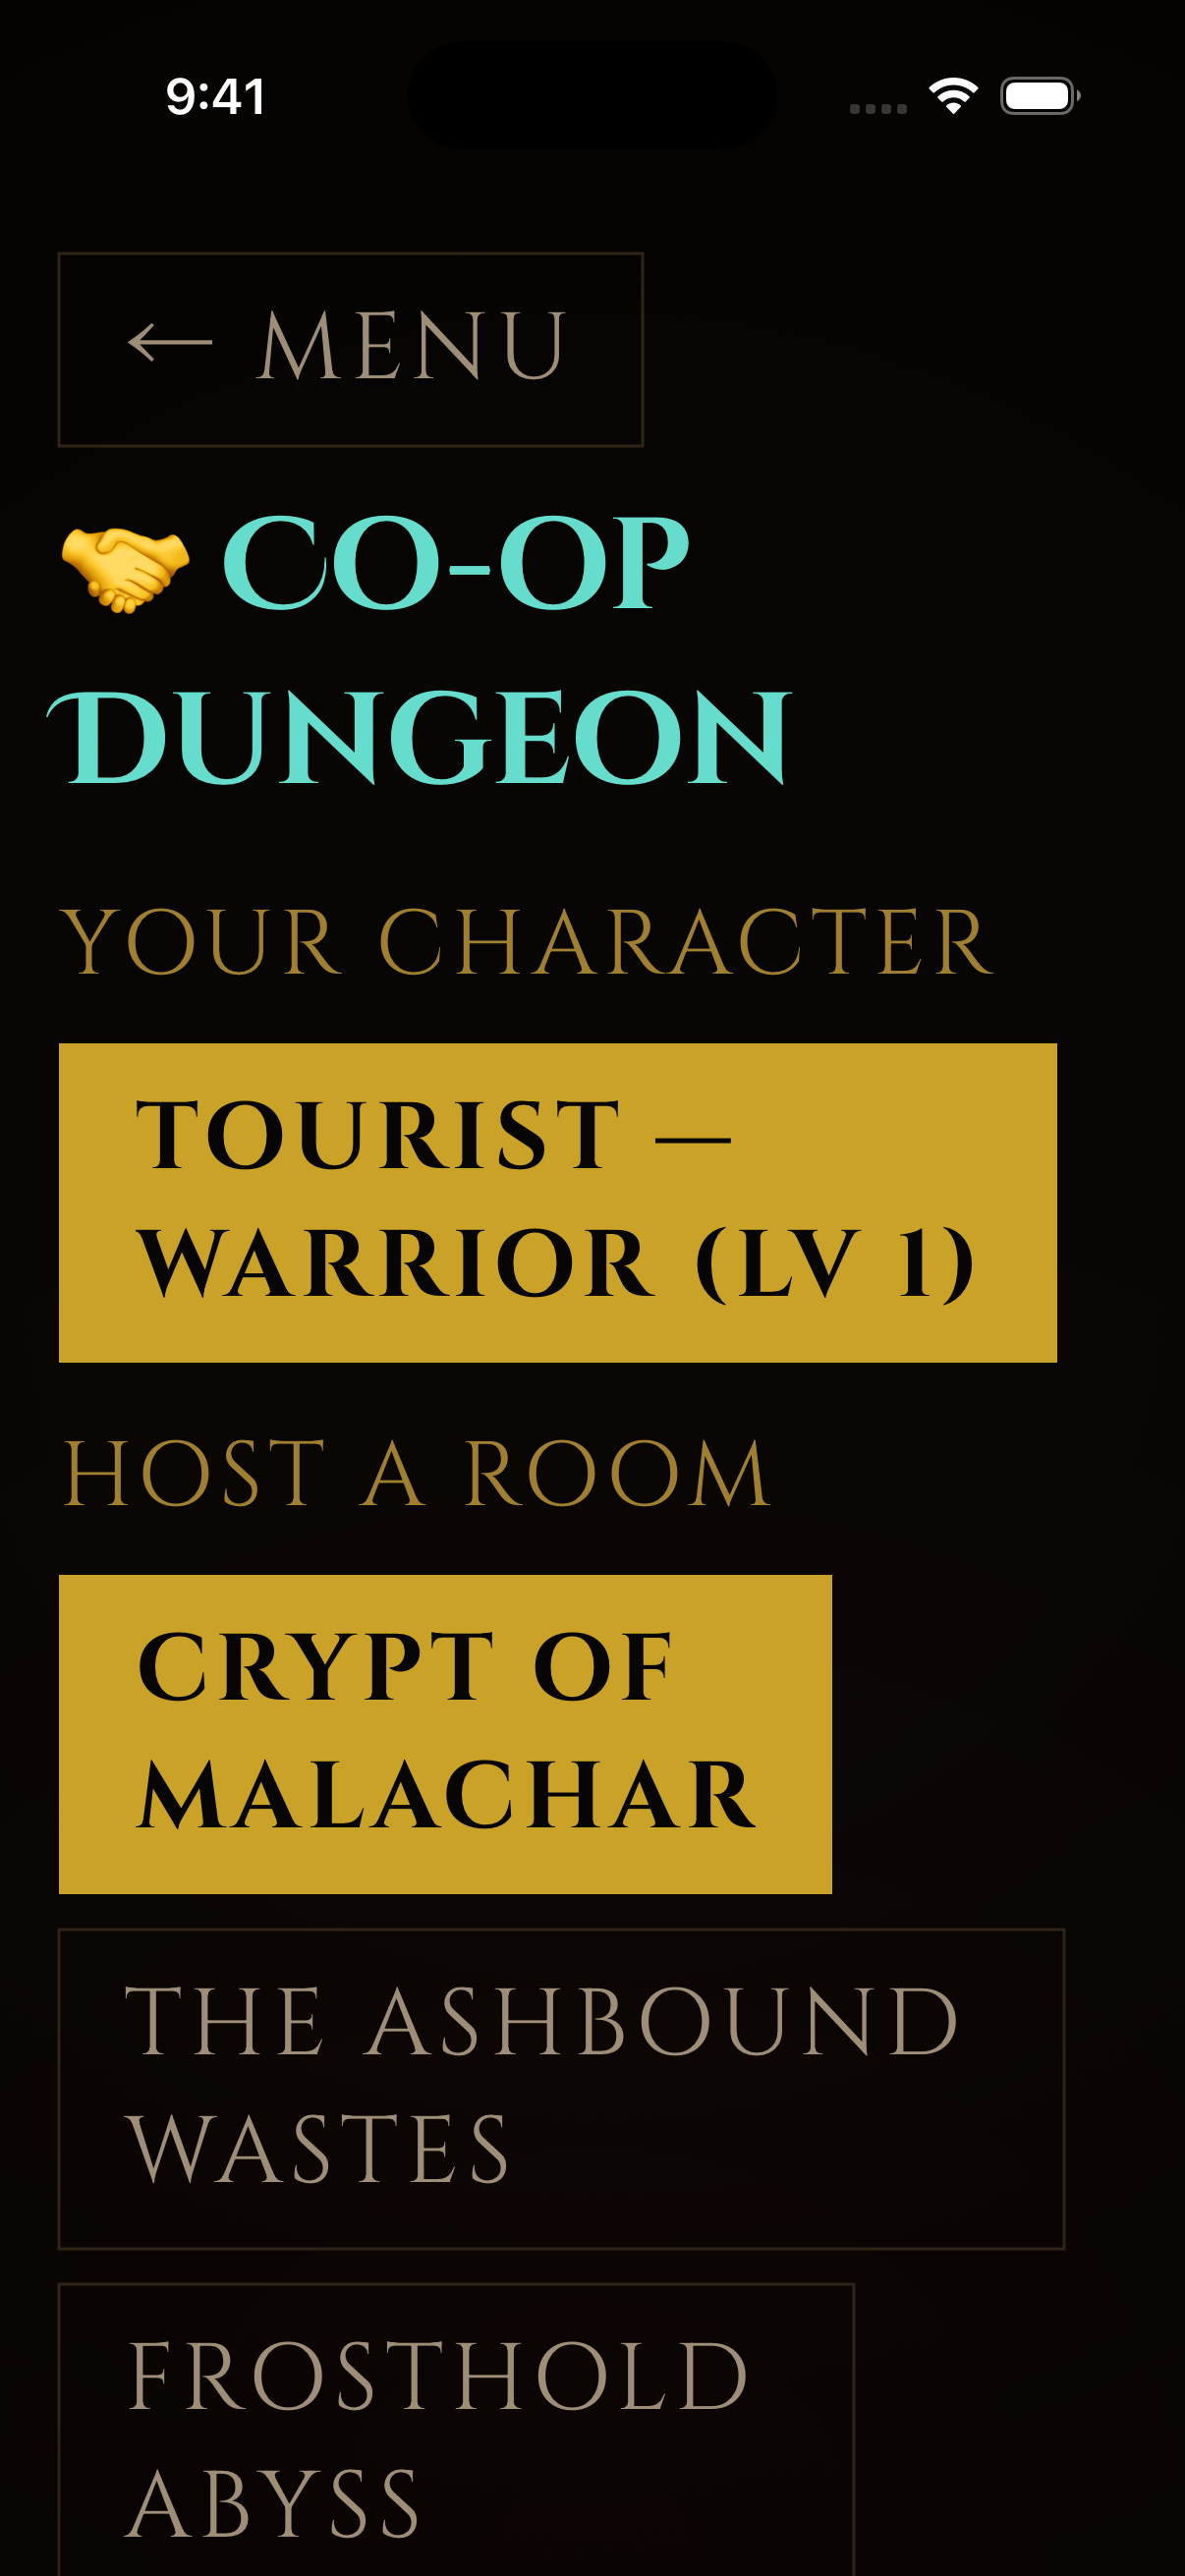 9:41
← MENU
🤝 CO-OP
DUNGEON
YOUR CHARACTER
TOURIST —
WARRIOR (LV 1)
HOST A ROOM
CRYPT OF
MALACHAR
THE ASHBOUND
WASTES
FROSTHOLD
ABYSS